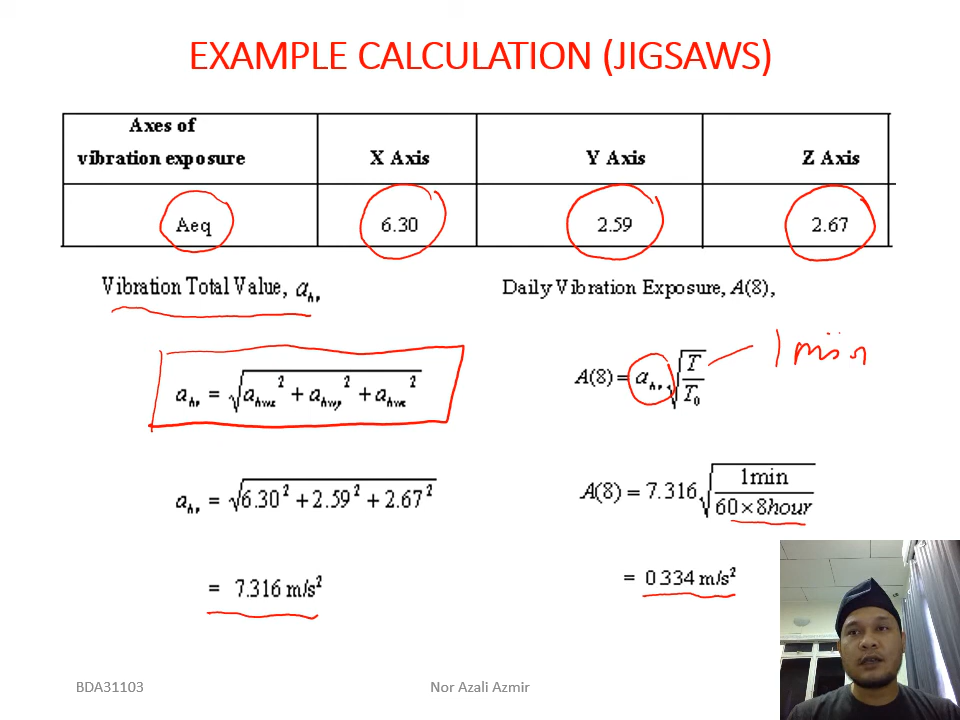 EXAMPLE CALCULATION (JIGSAWS)
Axes of
vibration exposure X Axis Y Axis Z Axis
Aeq 6.30 2.59 2.67
Vibration Total Value, aₕᵥ
a_hv = √(a_hwx² + a_hwy² + a_hwz²)
a_hv = √(6.30² + 2.59² + 2.67²)
= 7.316 m/s²
Daily Vibration Exposure, A(8),
A(8) = a_hv √(T/T₀)
1 min
A(8) = 7.316 √(1min/60×8hour)
= 0.334 m/s²
BDA31103 Nor Azali Azmir